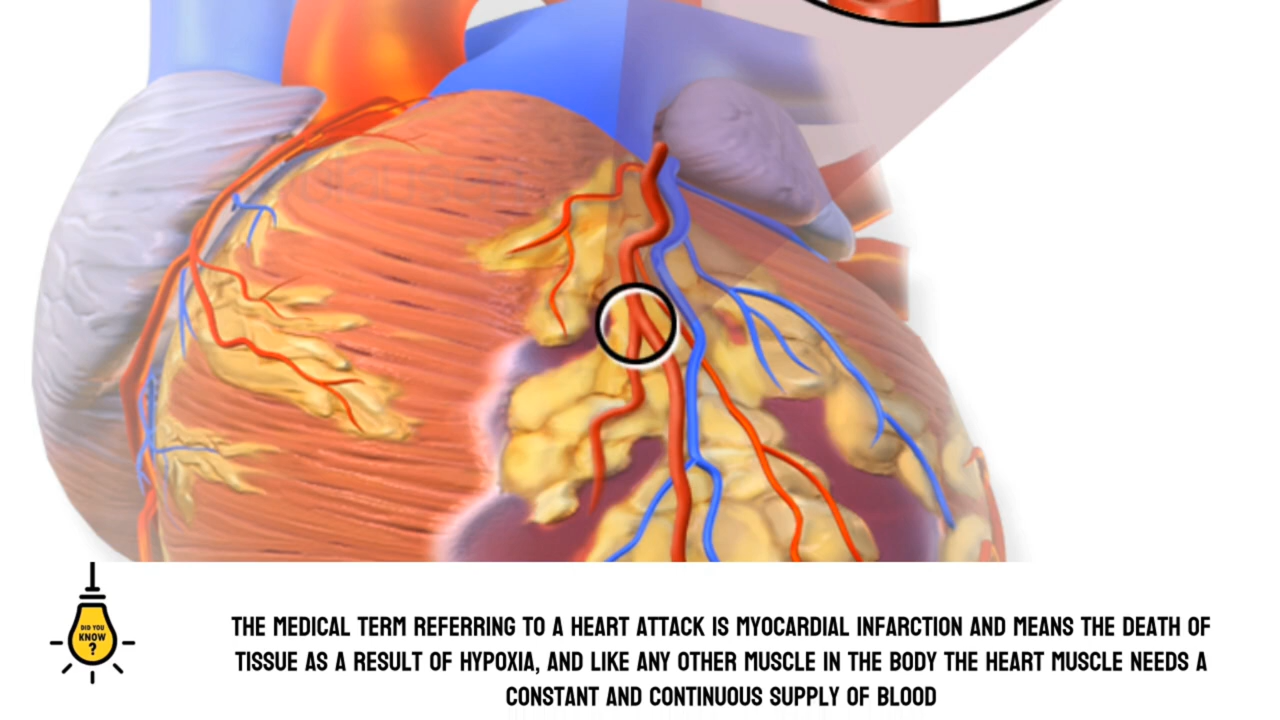 DID YOU
KNOW
?
THE MEDICAL TERM REFERRING TO A HEART ATTACK IS MYOCARDIAL INFARCTION AND MEANS THE DEATH OF
TISSUE AS A RESULT OF HYPOXIA, AND LIKE ANY OTHER MUSCLE IN THE BODY THE HEART MUSCLE NEEDS A
CONSTANT AND CONTINUOUS SUPPLY OF BLOOD